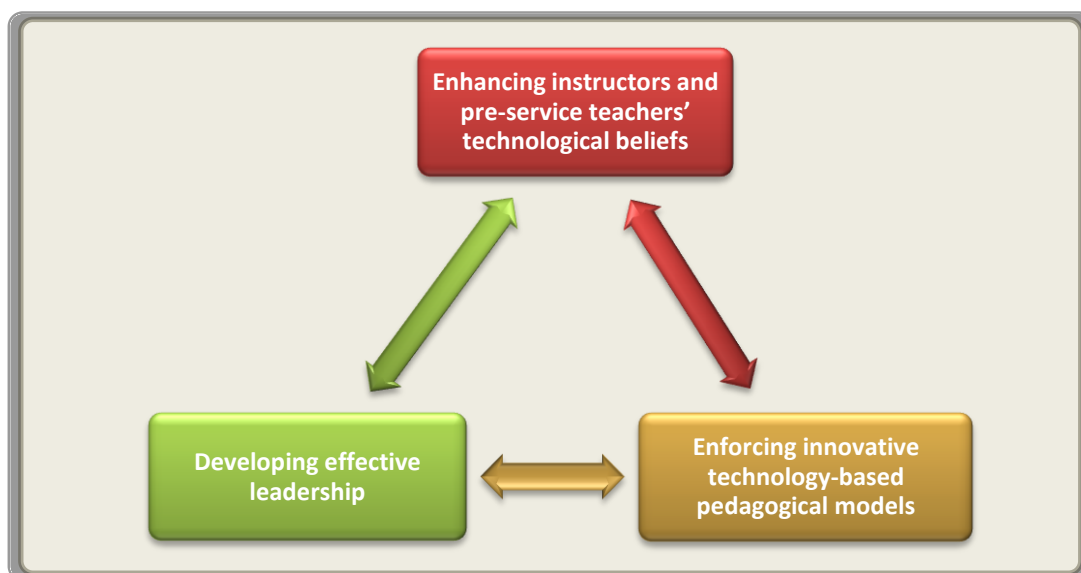 Enhancing instructors and
pre-service teachers’
technological beliefs
Developing effective
leadership
Enforcing innovative
technology-based
pedagogical models